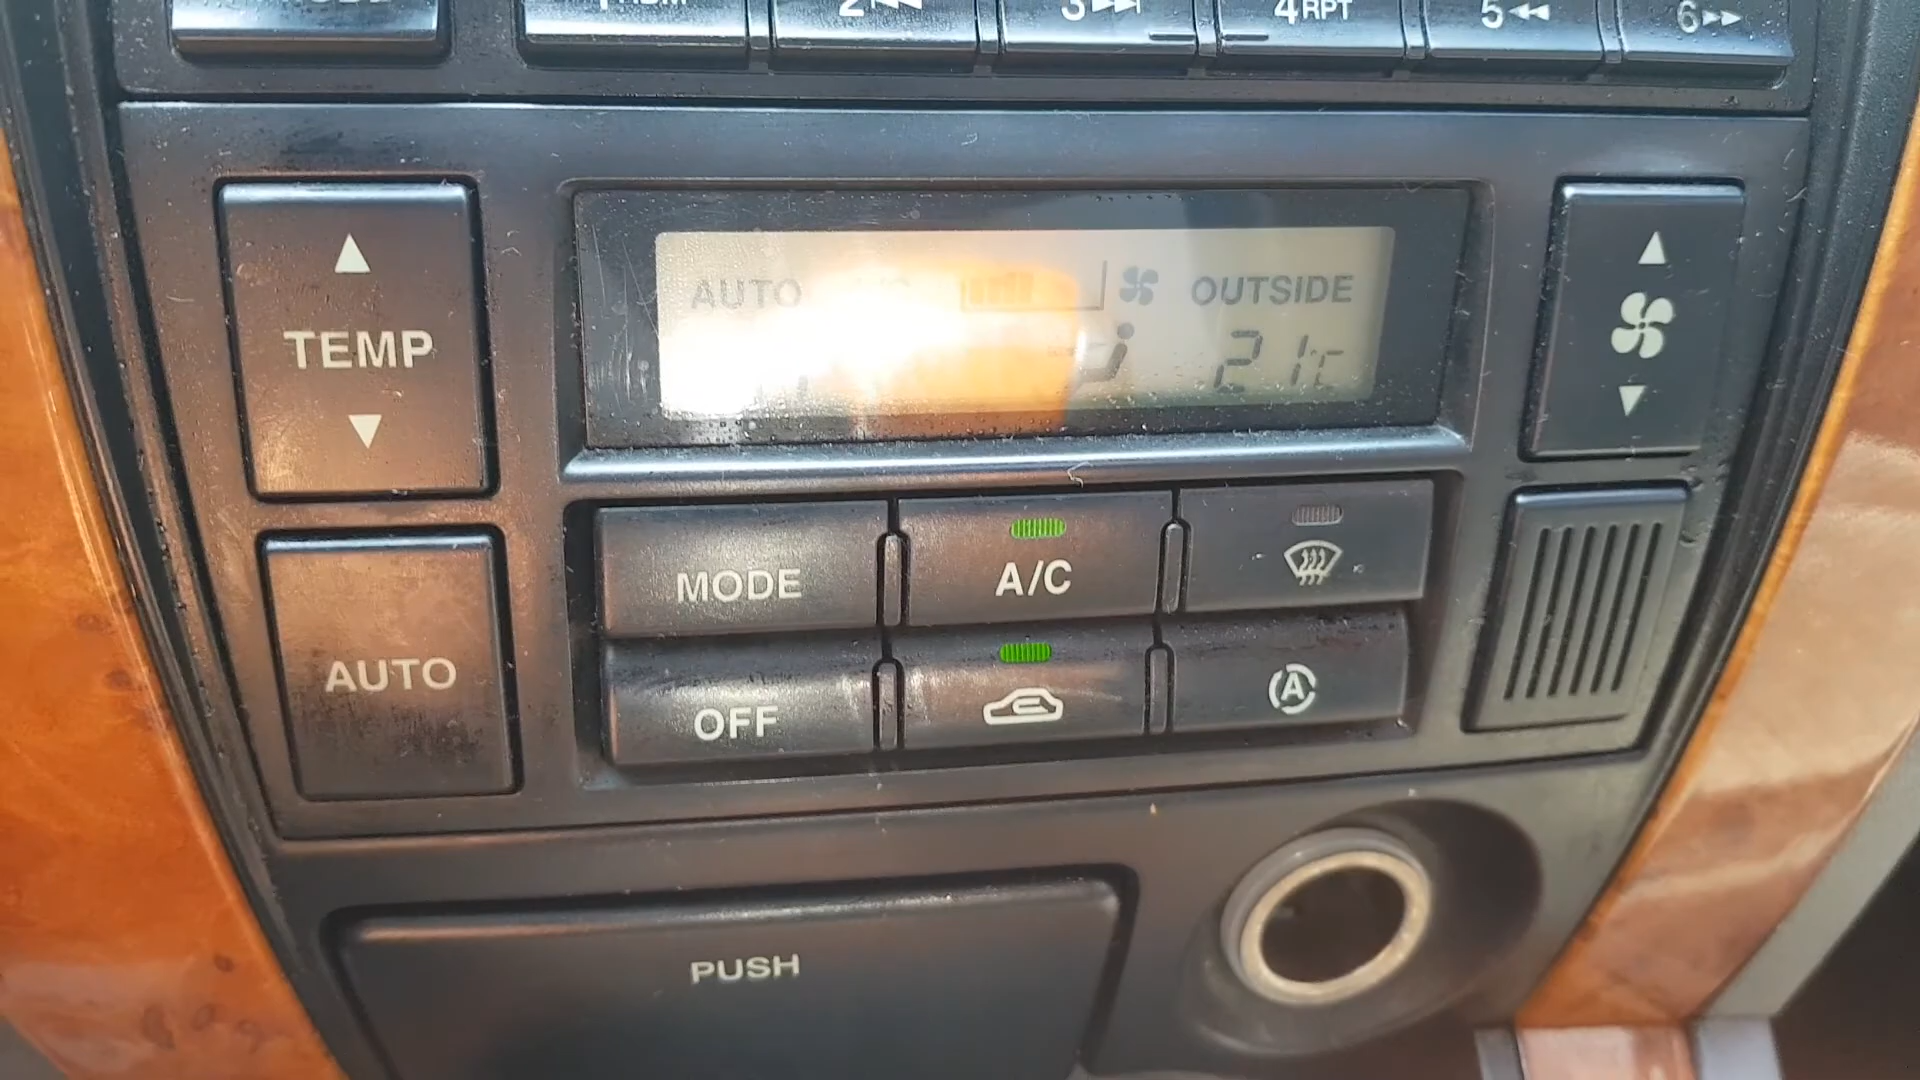 2
3
4 RPT
5
6
AUTO OUTSIDE
21°C
TEMP
MODE
A/C
AUTO
OFF
A
PUSH